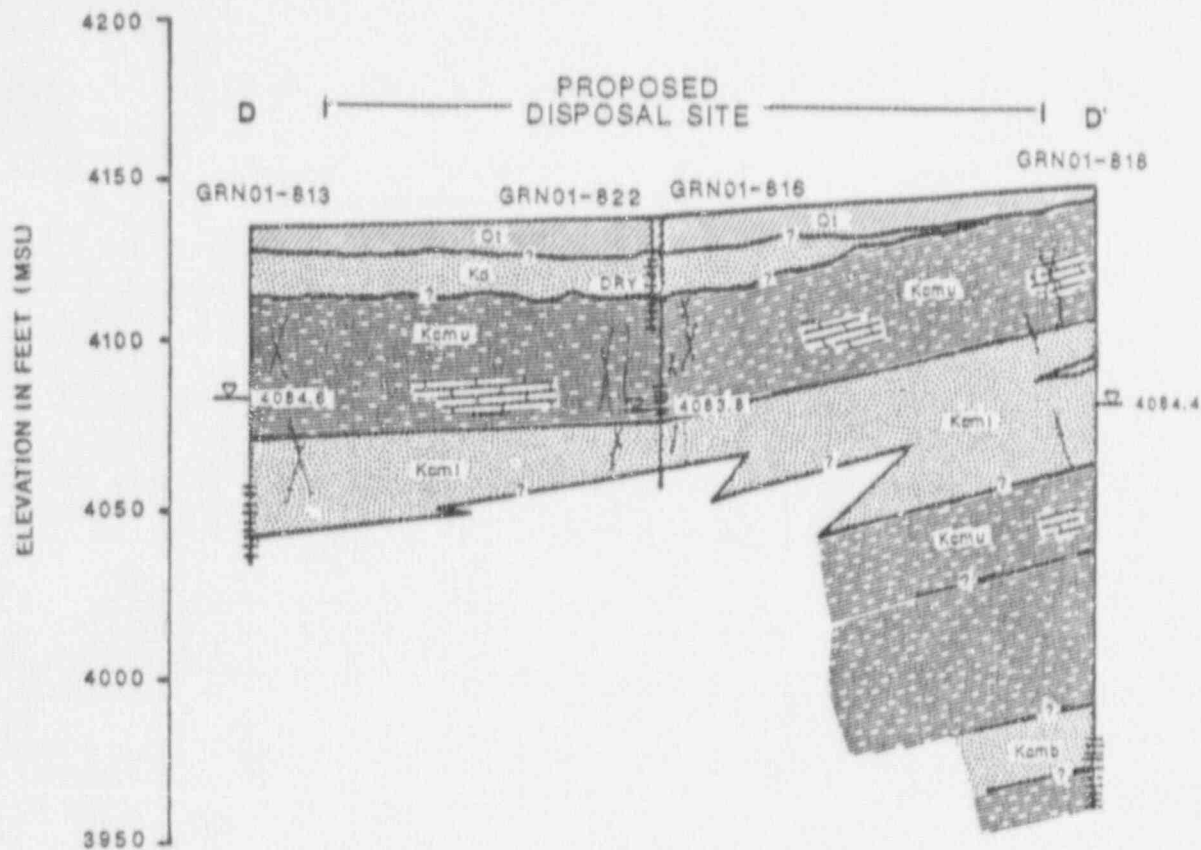 4200
PROPOSED
D DISPOSAL SITE D'
4150
GRN01-813 GRN01-822 GRN01-816 GRN01-818
ELEVATION IN FEET (MSL)
Qt ? Qt
Kd DRY ?
?
Kcmu Kcmu
4100
4084.6 4083.8 4084.4
Kcml Kcml
? ? ?
4050
Kcmu
?
4000
?
Kcmb
?
3950